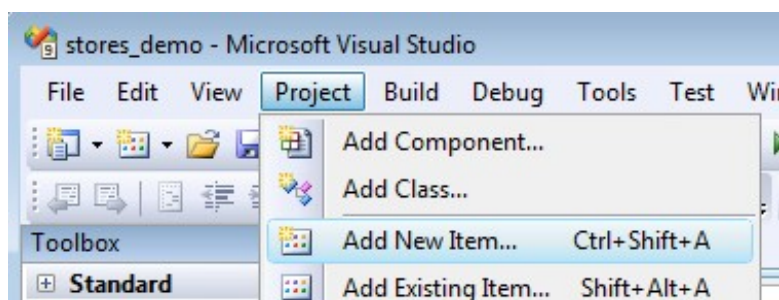 stores_demo - Microsoft Visual Studio
File Edit View Project Build Debug Tools Test
Add Component...
Add Class...
Toolbox
Add New Item... Ctrl+Shift+A
Standard
Add Existing Item... Shift+Alt+A